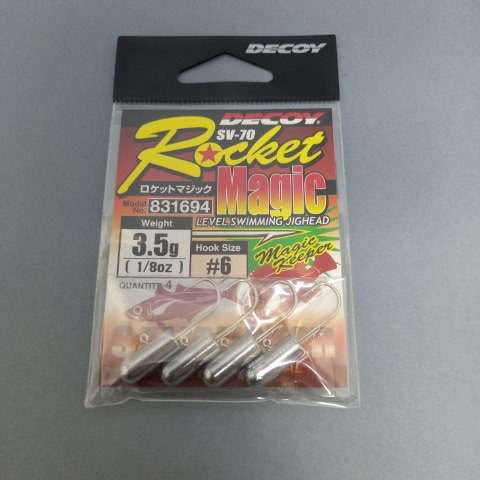 DECOY
DECOY
SV-70
Rocket
ロケットマジック
Magic
Model No. 831694
LEVEL SWIMMING JIGHEAD
Weight
3.5g
(1/8oz)
Hook Size
#6
Magic
Keeper
QUANTITY 4